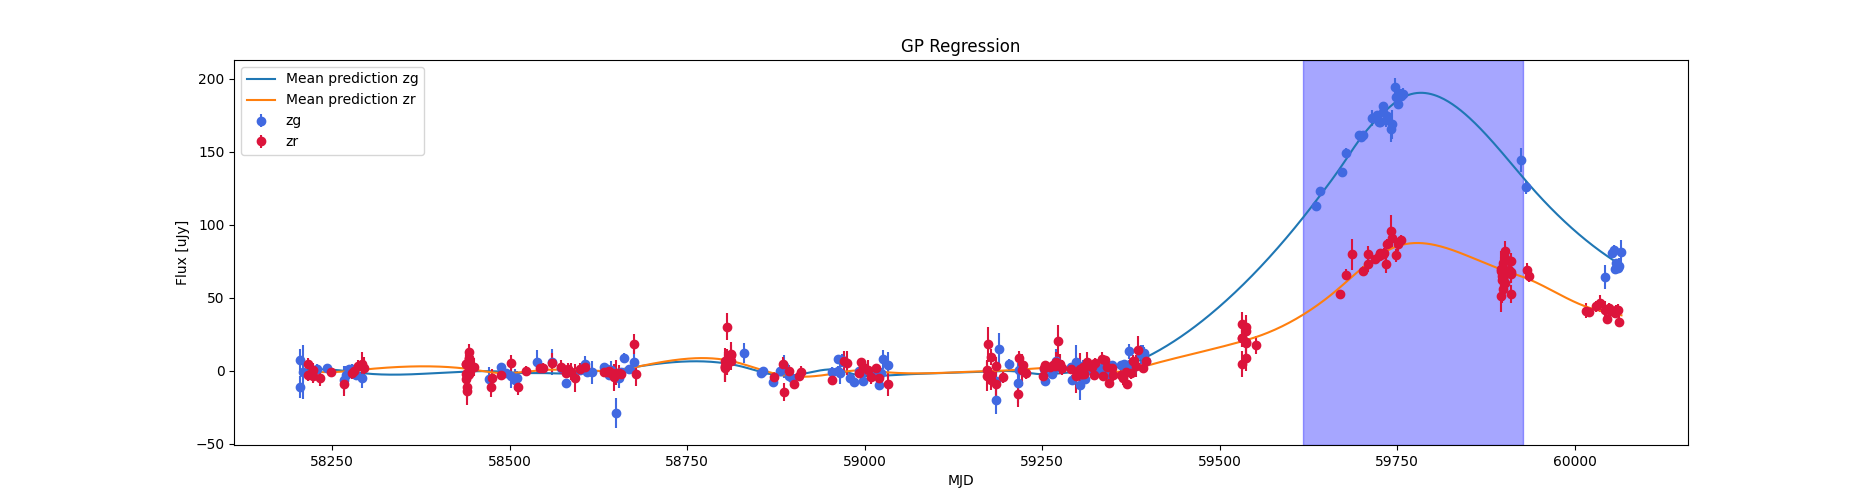 GP Regression
Mean prediction zg
Mean prediction zr
zg
zr
Flux [uJy]
200
150
100
50
0
−50
58250 58500 58750 59000 59250 59500 59750 60000
MJD